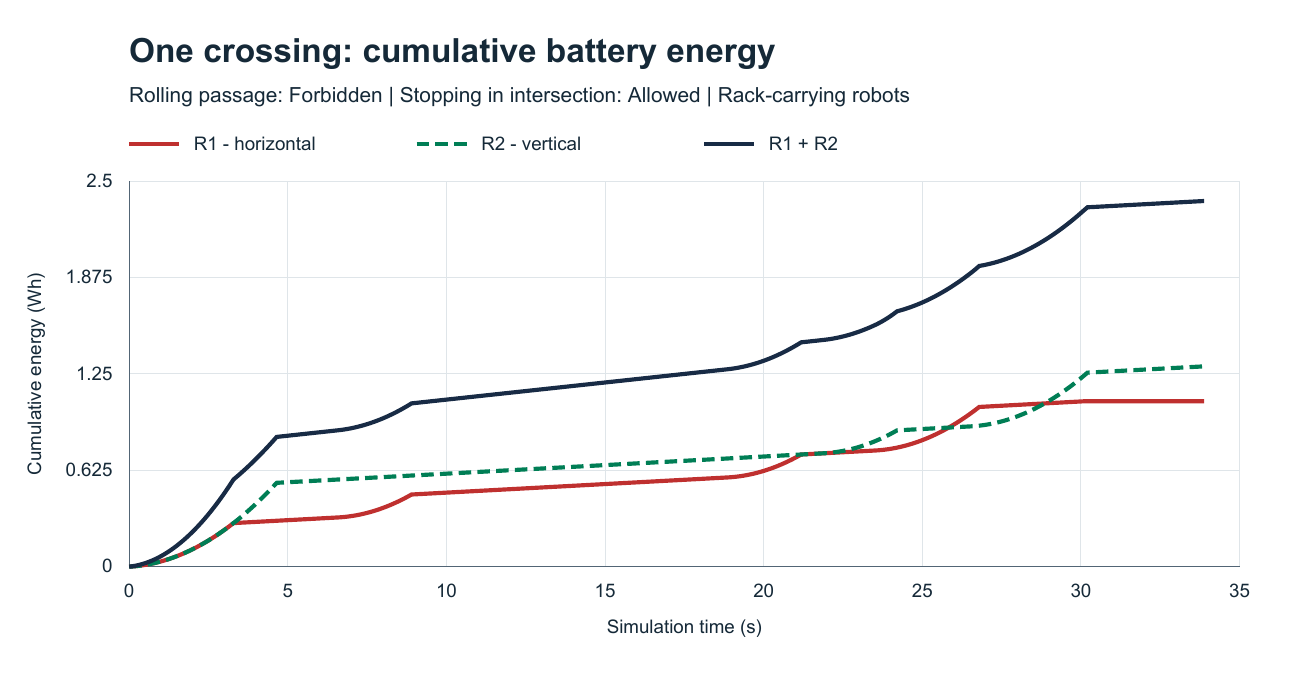 One crossing: cumulative battery energy
Rolling passage: Forbidden | Stopping in intersection: Allowed | Rack-carrying robots
R1 - horizontal R2 - vertical R1 + R2
2.5
1.875
1.25
0.625
0
Cumulative energy (Wh)
0 5 10 15 20 25 30 35
Simulation time (s)